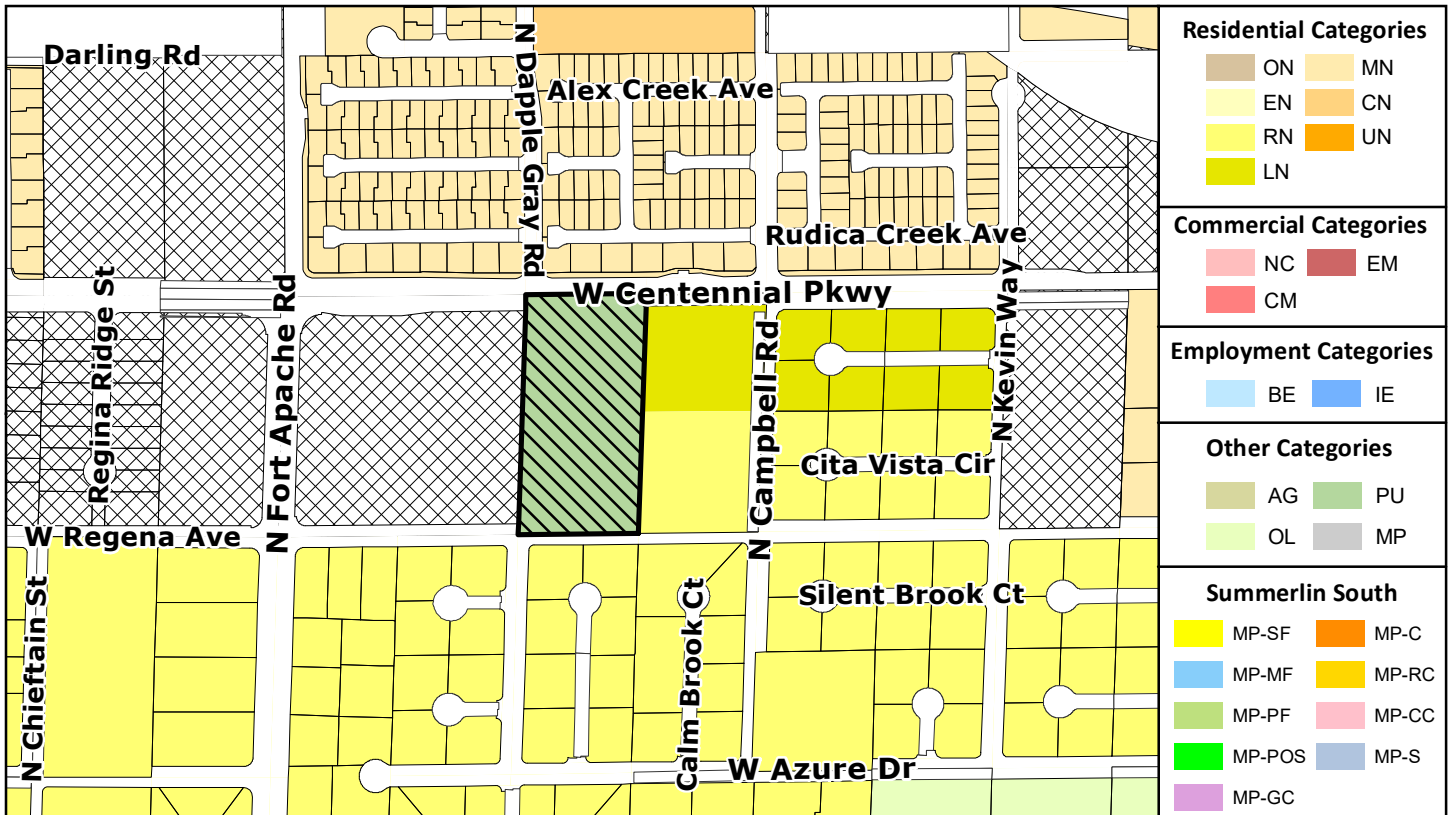 Darling Rd
N Dapple Gray Rd
Alex Creek Ave
Rudica Creek Ave
W Centennial Pkwy
Regina Ridge St
N Fort Apache Rd
N Campbell Rd
N Kevin Way
Cita Vista Cir
W Regena Ave
N Chieftain St
Calm Brook Ct
Silent Brook Ct
W Azure Dr
Residential Categories
ON MN
EN CN
RN UN
LN
Commercial Categories
NC EM
CM
Employment Categories
BE IE
Other Categories
AG PU
OL MP
Summerlin South
MP-SF MP-C
MP-MF MP-RC
MP-PF MP-CC
MP-POS MP-S
MP-GC